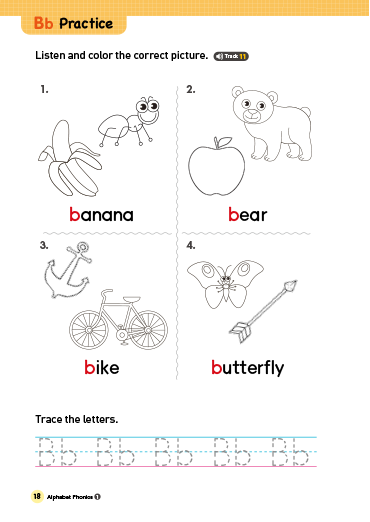 Bb Practice
Listen and color the correct picture. Track 11
1.
2.
banana
bear
3.
4.
bike
butterfly
Trace the letters.
Bb Bb Bb Bb Bb
18 Alphabet Phonics ①